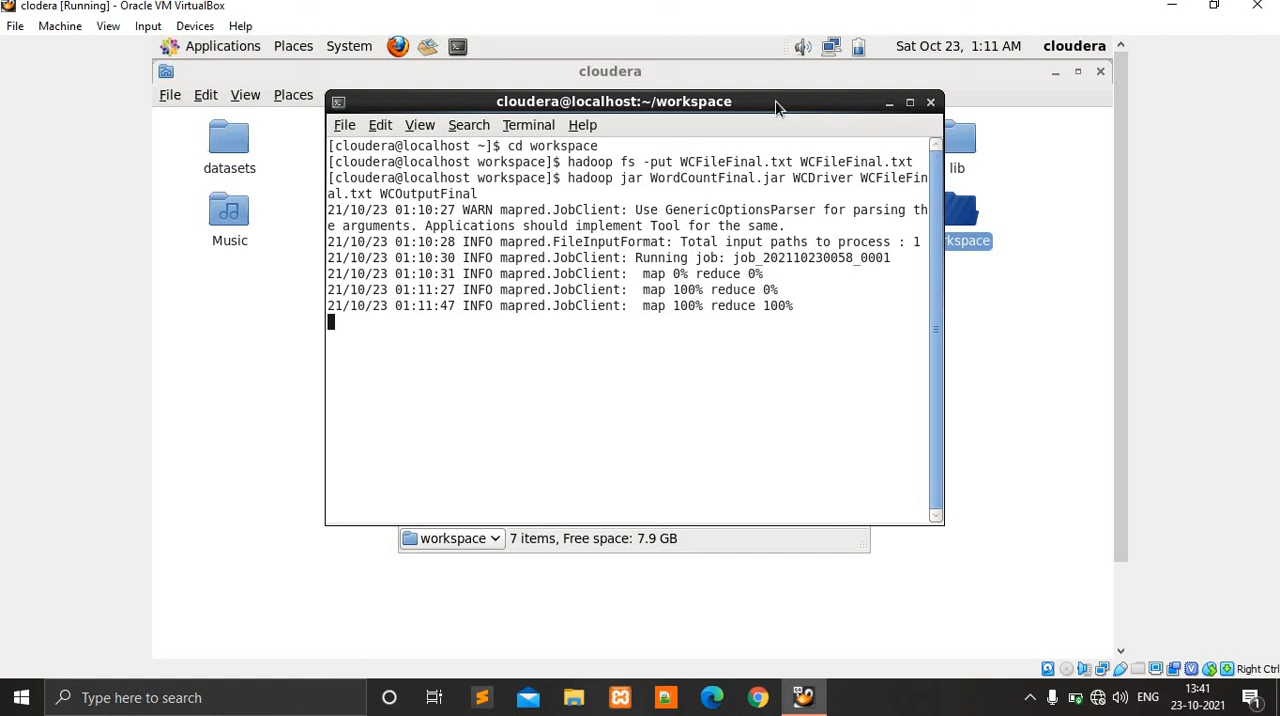 clodera [Running] - Oracle VM VirtualBox
File Machine View Input Devices Help
Applications Places System Sat Oct 23, 1:11 AM cloudera
cloudera
File Edit View Places
cloudera@localhost:~/workspace
File Edit View Search Terminal Help
[cloudera@localhost ~]$ cd workspace
[cloudera@localhost workspace]$ hadoop fs -put WCFileFinal.txt WCFileFinal.txt
[cloudera@localhost workspace]$ hadoop jar WordCountFinal.jar WCDriver WCFileFin
al.txt WCOutputFinal
21/10/23 01:10:27 WARN mapred.JobClient: Use GenericOptionsParser for parsing th
e arguments. Applications should implement Tool for the same.
21/10/23 01:10:28 INFO mapred.FileInputFormat: Total input paths to process : 1
21/10/23 01:10:30 INFO mapred.JobClient: Running job: job_202110230058_0001
21/10/23 01:10:31 INFO mapred.JobClient:  map 0% reduce 0%
21/10/23 01:11:27 INFO mapred.JobClient:  map 100% reduce 0%
21/10/23 01:11:47 INFO mapred.JobClient:  map 100% reduce 100%
datasets
lib
Music
kspace
workspace 7 items, Free space: 7.9 GB
Right Ctrl
Type here to search
ENG
13:41
23-10-2021
1